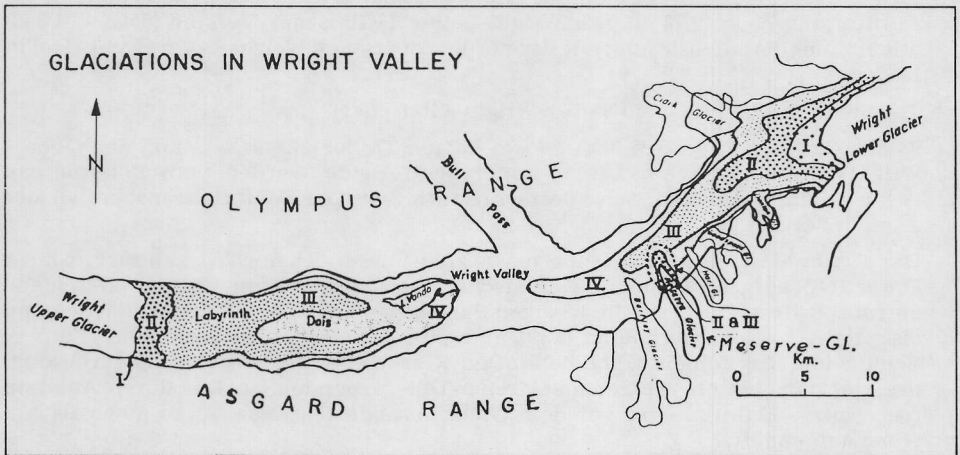 GLACIATIONS IN WRIGHT VALLEY
N
Clark Glacier
Wright Lower Glacier
I
II
Bull Pass
OLYMPUS RANGE
III
Wright Valley
IV
Wright Upper Glacier
II
Labyrinth
III
Dais
L. Vanda
IV
Bartley Glacier
Meserve Glacier
Hart Gl.
II & III
Meserve-GL.
I
ASGARD RANGE
Km.
0 5 10